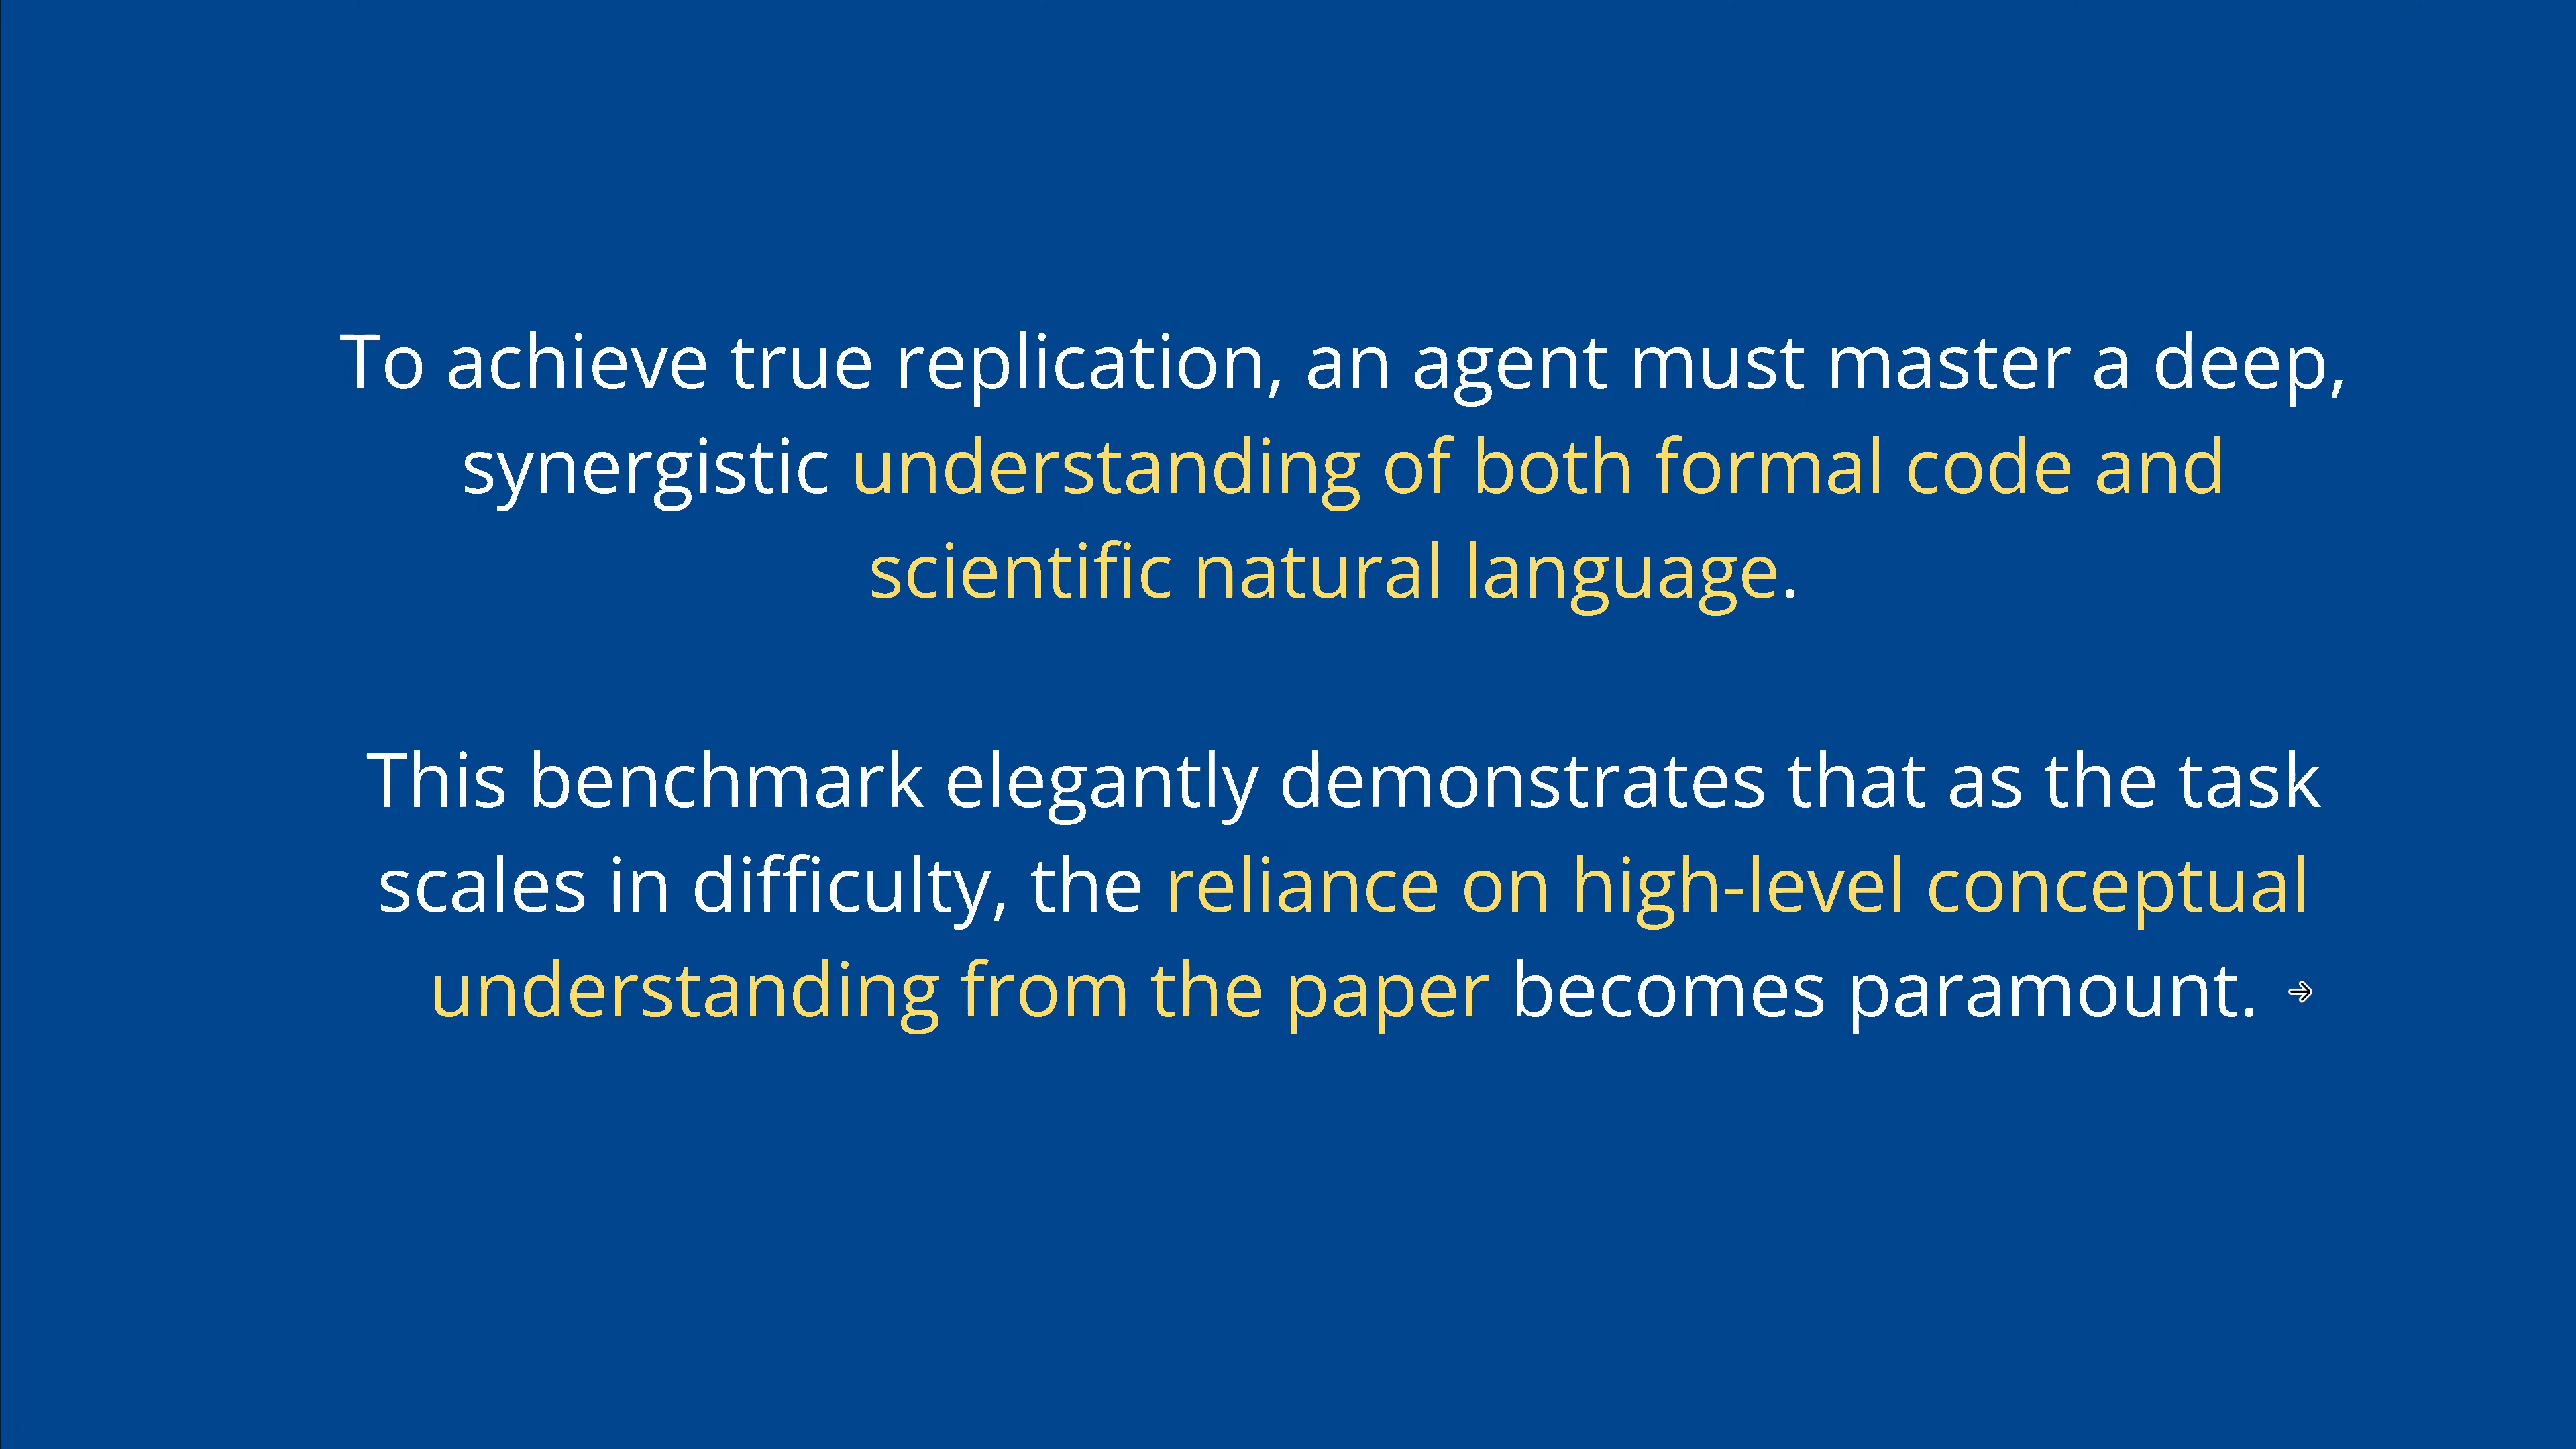 To achieve true replication, an agent must master a deep,
synergistic understanding of both formal code and
scientific natural language.
This benchmark elegantly demonstrates that as the task
scales in difficulty, the reliance on high-level conceptual
understanding from the paper becomes paramount.